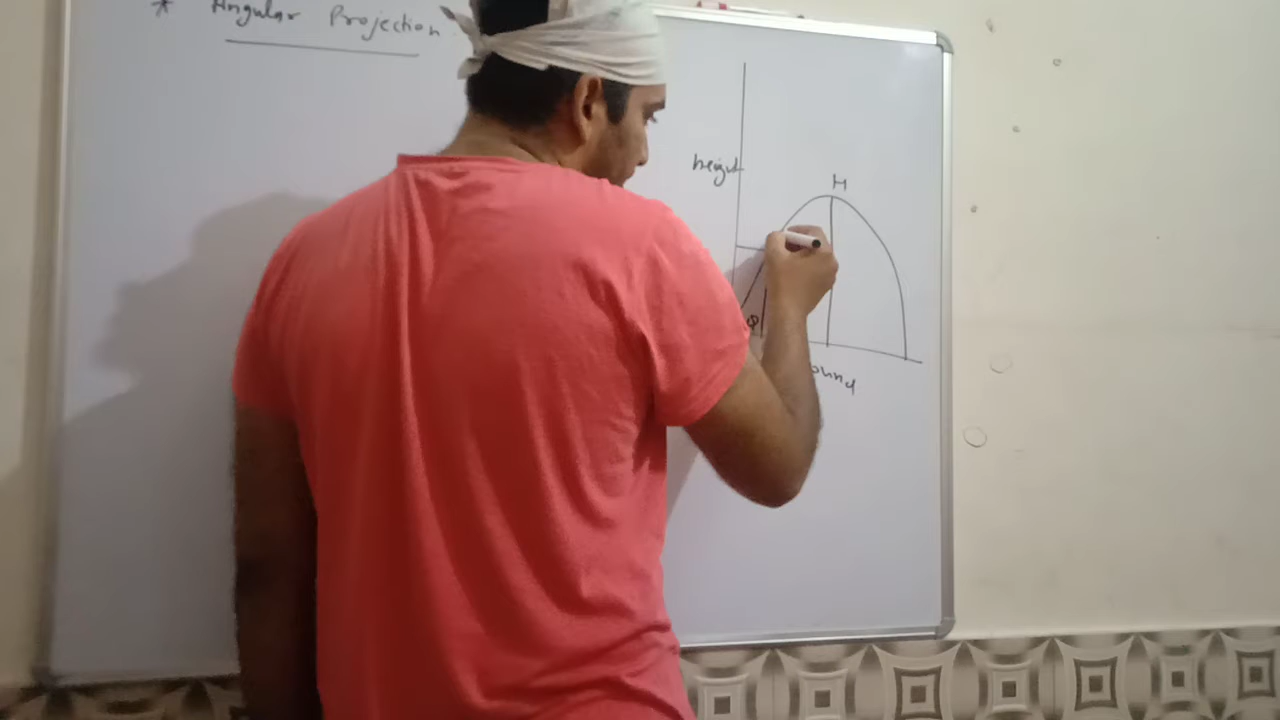 * Angular Projection
height
H
θ